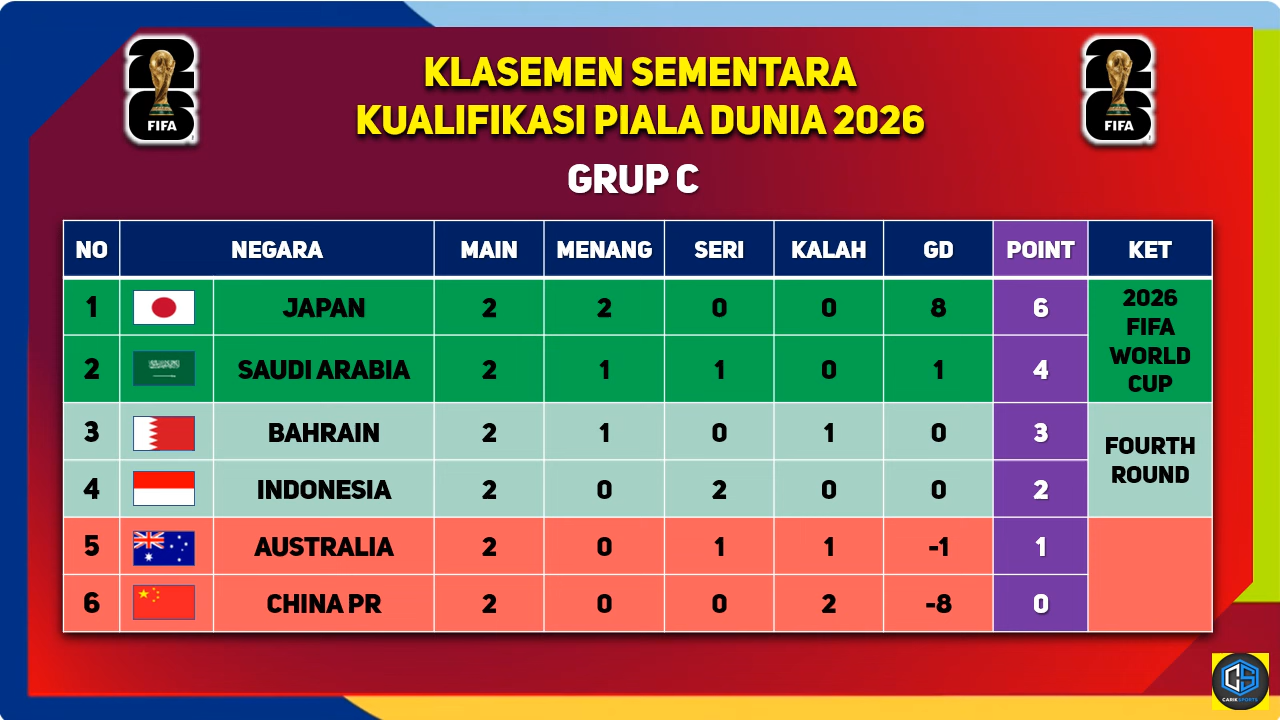 KLASEMEN SEMENTARA
KUALIFIKASI PIALA DUNIA 2026
FIFA
FIFA
GRUP C
NO NEGARA MAIN MENANG SERI KALAH GD POINT KET
1 JAPAN 2 2 0 0 8 6
2 SAUDI ARABIA 2 1 1 0 1 4
2026
FIFA
WORLD
CUP
3 BAHRAIN 2 1 0 1 0 3
4 INDONESIA 2 0 2 0 0 2
FOURTH
ROUND
5 AUSTRALIA 2 0 1 1 -1 1
6 CHINA PR 2 0 0 2 -8 0
CS
CARIKSPORTS